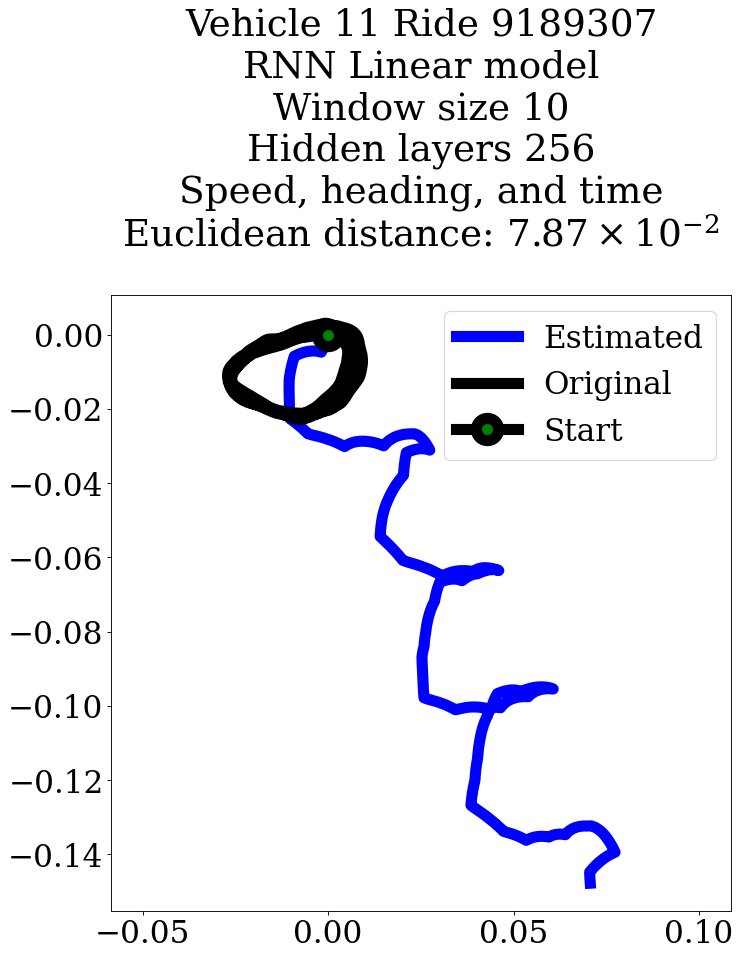 Vehicle 11 Ride 9189307
RNN Linear model
Window size 10
Hidden layers 256
Speed, heading, and time
Euclidean distance: 7.87 × 10⁻²
Estimated
Original
Start
0.00
−0.02
−0.04
−0.06
−0.08
−0.10
−0.12
−0.14
−0.05
0.00
0.05
0.10